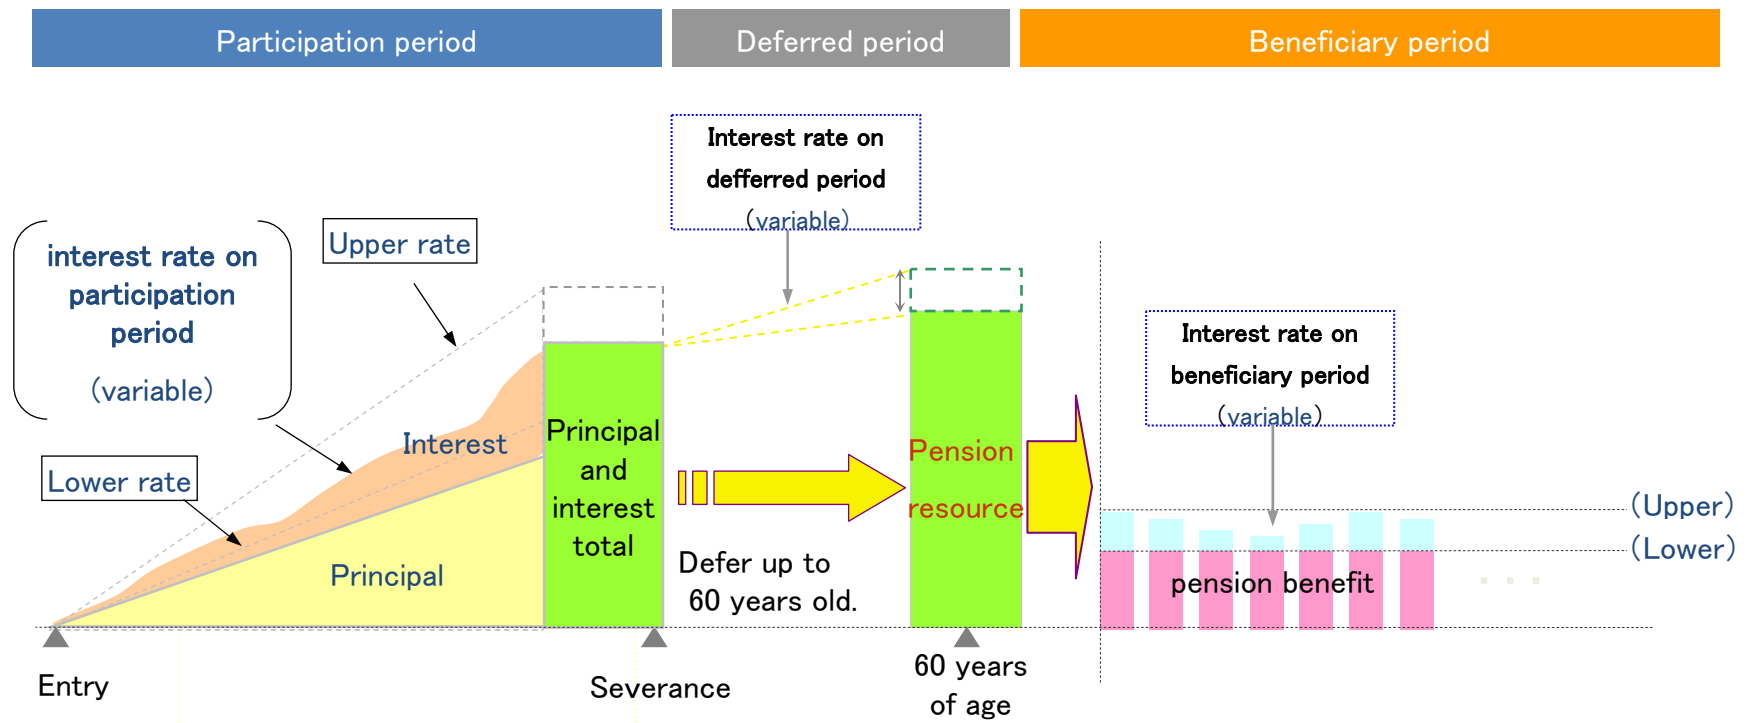 Participation period
Deferred period
Beneficiary period
Interest rate on
defferred period
(variable)
interest rate on
participation
period
(variable)
Upper rate
Interest rate on
beneficiary period
(variable)
Interest
Lower rate
Principal
Principal
and
interest
total
Pension
resource
(Upper)
(Lower)
Defer up to
60 years old.
pension benefit
. . .
Entry
Severance
60 years
of age